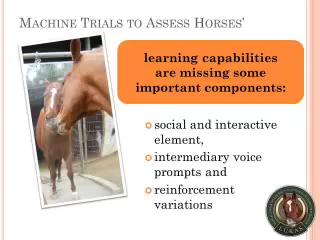 Machine Trials to Assess Horses'
learning capabilities
are missing some
important components:
social and interactive
element,
intermediary voice
prompts and
reinforcement
variations
LUKAS